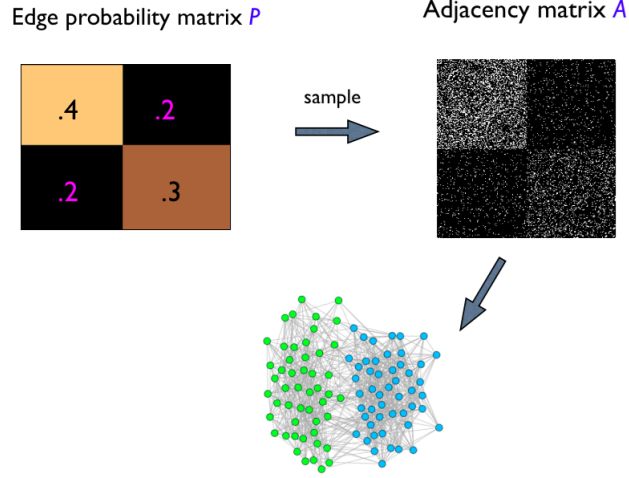 Edge probability matrix P
Adjacency matrix A
.4
.2
sample
.2
.3